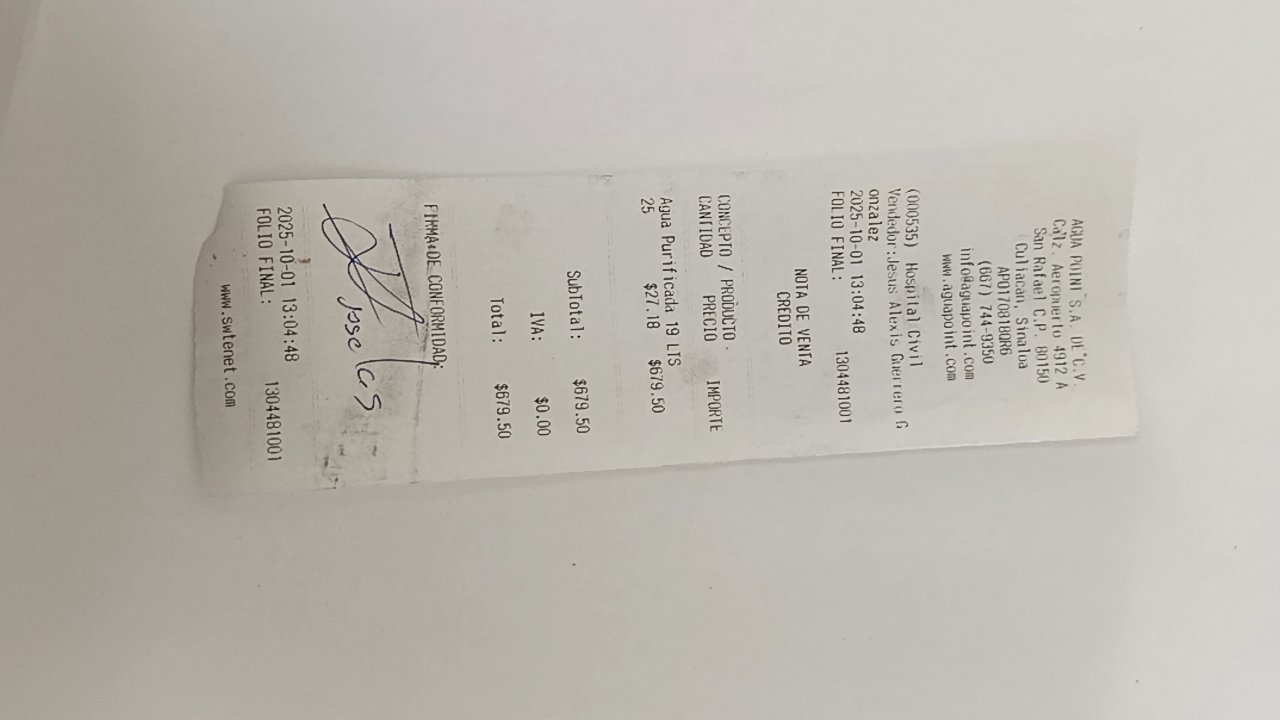 AGUA POINT S.A. DE C.V.
Calz. Aeropuerto 4912 A
San Rafael C.P. 80150
Culiacan, Sinaloa
APO170818QR6
(667) 744-9350
info@aguapoint.com
www.aguapoint.com
(000535) Hospital Civil
Vendedor:Jesus Alexis Guerrero G
onzalez
2025-10-01 13:04:48
FOLIO FINAL: 1304481001
NOTA DE VENTA
CREDITO
CONCEPTO / PRODUCTO
CANTIDAD PRECIO IMPORTE
Agua Purificada 19 LTS
25 $27.18 $679.50
SubTotal: $679.50
IVA: $0.00
Total: $679.50
FIRMA DE CONFORMIDAD:
Jose
2025-10-01 13:04:48
FOLIO FINAL: 1304481001
www.swtenet.com